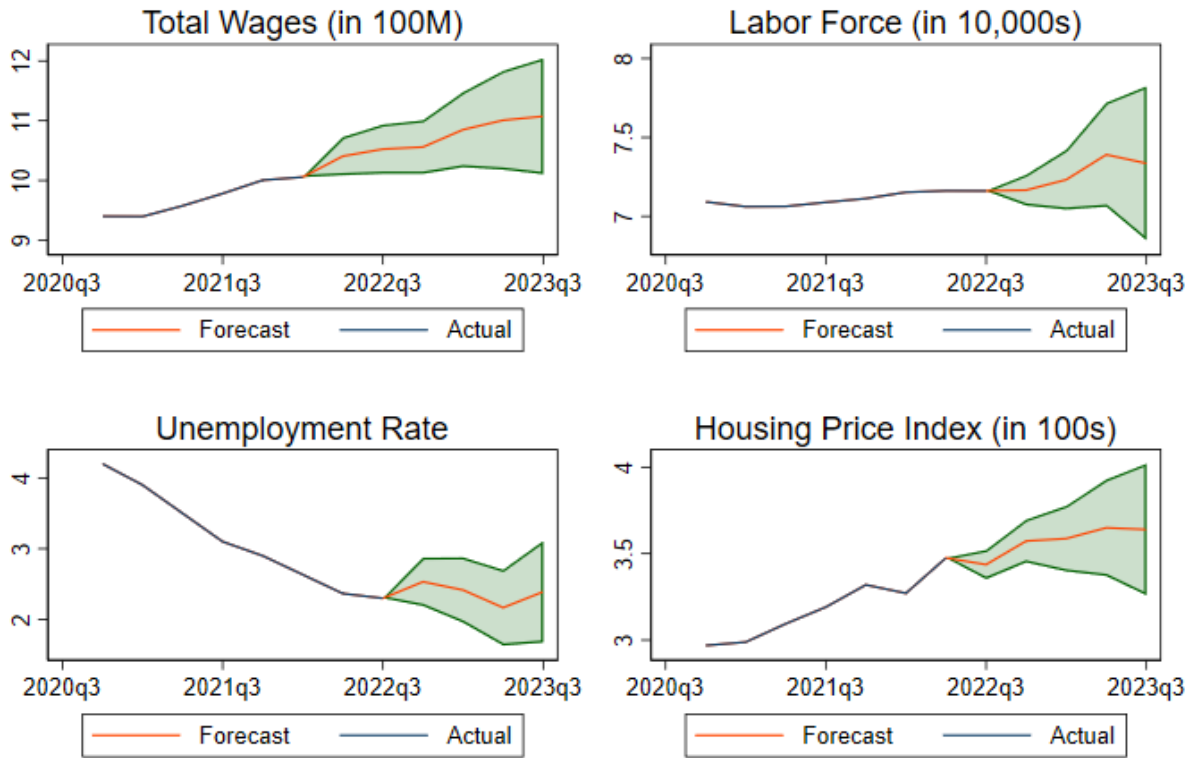 Total Wages (in 100M)
12
11
10
9
2020q3 2021q3 2022q3 2023q3
Forecast Actual
Labor Force (in 10,000s)
8
7.5
7
2020q3 2021q3 2022q3 2023q3
Forecast Actual
Unemployment Rate
4
3
2
2020q3 2021q3 2022q3 2023q3
Forecast Actual
Housing Price Index (in 100s)
4
3.5
3
2020q3 2021q3 2022q3 2023q3
Forecast Actual